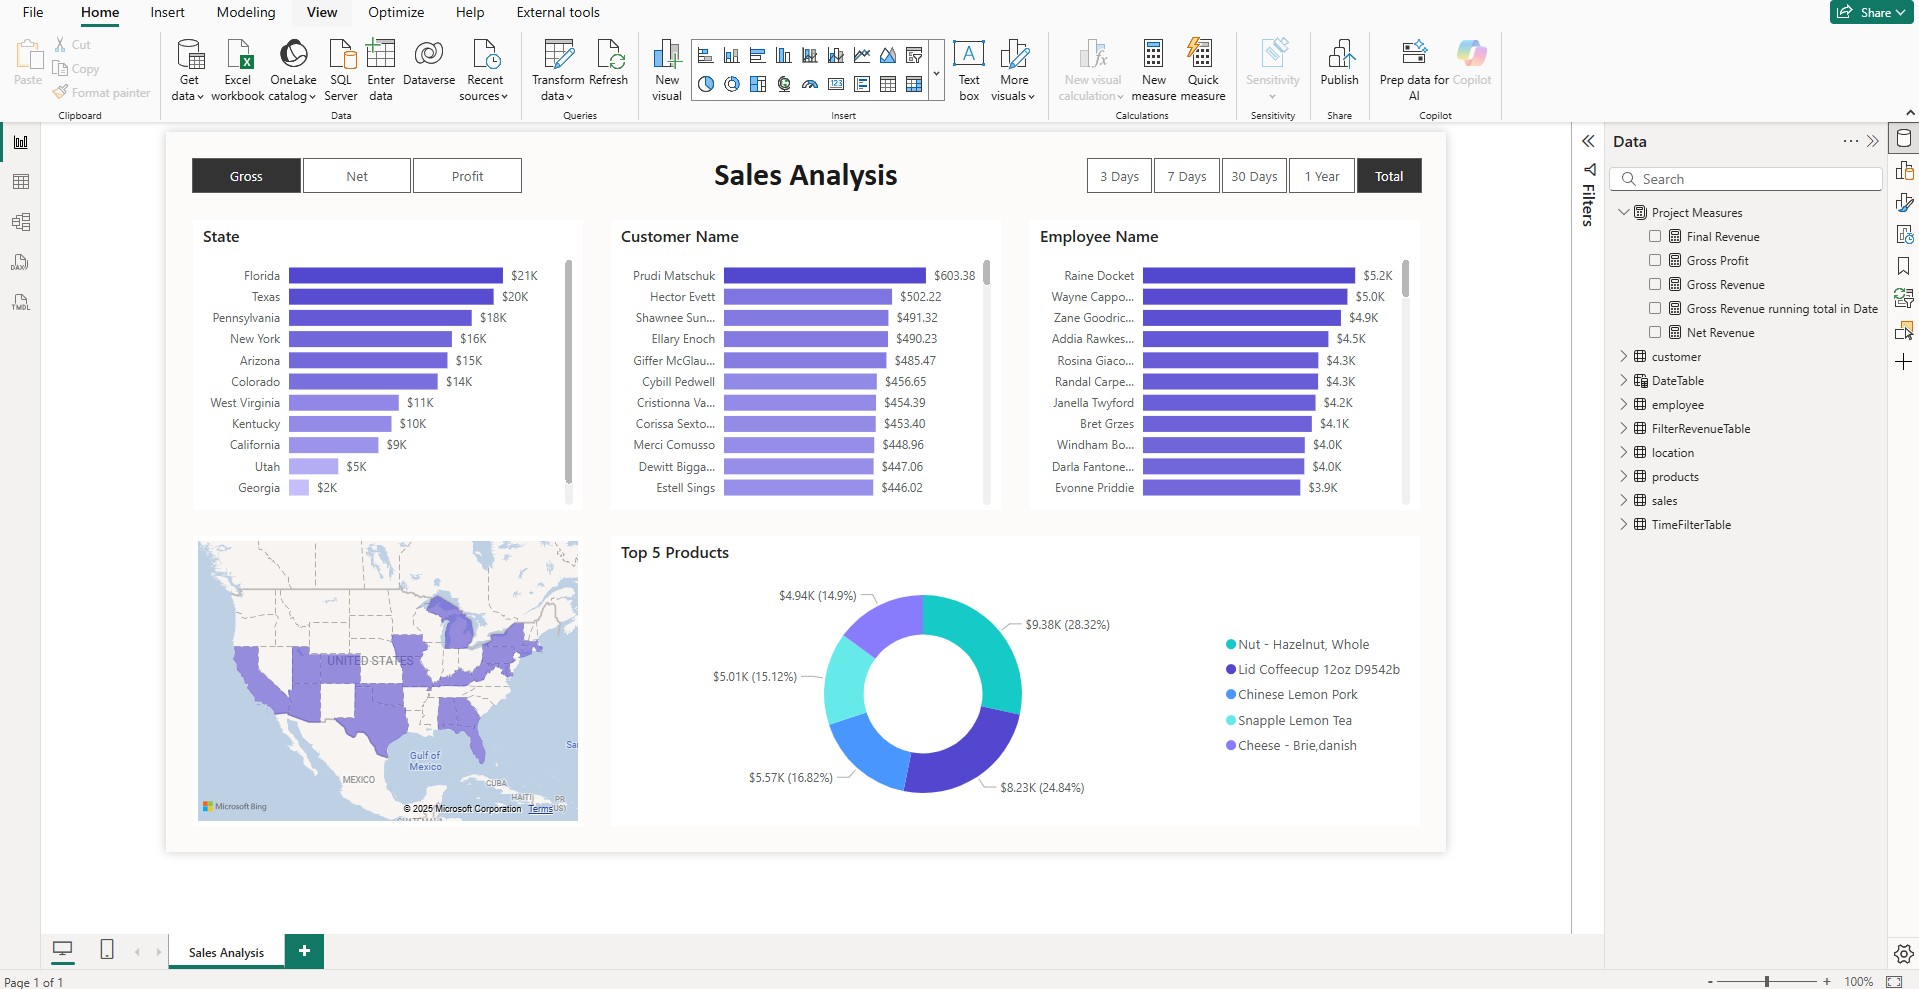 File Home Insert Modeling View Optimize Help External tools
Share
Paste
Cut
Copy
Format painter
Clipboard
Get data
Excel workbook
OneLake catalog
SQL Server
Enter data
Dataverse
Recent sources
Data
Transform data
Refresh
Queries
New visual
Text box
More visuals
Insert
New visual calculation
New measure
Quick measure
Calculations
Sensitivity
Sensitivity
Publish
Share
Prep data for AI
Copilot
Copilot
Gross Net Profit
Sales Analysis
3 Days 7 Days 30 Days 1 Year Total
State
Florida $21K
Texas $20K
Pennsylvania $18K
New York $16K
Arizona $15K
Colorado $14K
West Virginia $11K
Kentucky $10K
California $9K
Utah $5K
Georgia $2K
Customer Name
Prudi Matschuk $603.38
Hector Evett $502.22
Shawnee Sun... $491.32
Ellary Enoch $490.23
Giffer McGlau... $485.47
Cybill Pedwell $456.65
Cristionna Va... $454.39
Corissa Sexto... $453.40
Merci Comusso $448.96
Dewitt Bigga... $447.06
Estell Sings $446.02
Employee Name
Raine Docket $5.2K
Wayne Cappo... $5.0K
Zane Goodric... $4.9K
Addia Rawkes... $4.5K
Rosina Giaco... $4.3K
Randal Carpe... $4.3K
Janella Twyford $4.2K
Bret Grzes $4.1K
Windham Bo... $4.0K
Darla Fantone... $4.0K
Evonne Priddie $3.9K
UNITED STATES
Gulf of
Mexico
MEXICO
CUBA
HAITI
PR
(US)
Sa
Microsoft Bing
© 2025 Microsoft Corporation Terms
Top 5 Products
$4.94K (14.9%)
$9.38K (28.32%)
$5.01K (15.12%)
$5.57K (16.82%)
$8.23K (24.84%)
Nut - Hazelnut, Whole
Lid Coffeecup 12oz D9542b
Chinese Lemon Pork
Snapple Lemon Tea
Cheese - Brie,danish
Filters
Data
Search
Project Measures
Final Revenue
Gross Profit
Gross Revenue
Gross Revenue running total in Date
Net Revenue
customer
DateTable
employee
FilterRevenueTable
location
products
sales
TimeFilterTable
DAX
TMDL
Sales Analysis
Page 1 of 1
- + 100%